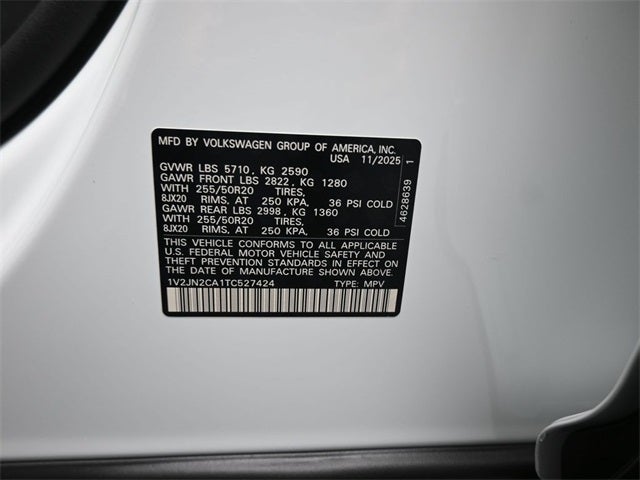 MFD BY VOLKSWAGEN GROUP OF AMERICA, INC.
USA 11/2025
GVWR LBS 5710, KG 2590
GAWR FRONT LBS 2822, KG 1280
WITH 255/50R20 TIRES,
8JX20 RIMS, AT 250 KPA, 36 PSI COLD
GAWR REAR LBS 2998, KG 1360
WITH 255/50R20 TIRES,
8JX20 RIMS, AT 250 KPA, 36 PSI COLD
THIS VEHICLE CONFORMS TO ALL APPLICABLE
U.S. FEDERAL MOTOR VEHICLE SAFETY AND
THEFT PREVENTION STANDARDS IN EFFECT ON
THE DATE OF MANUFACTURE SHOWN ABOVE.
1V2JN2CA1TC527424 TYPE: MPV
4628639 1